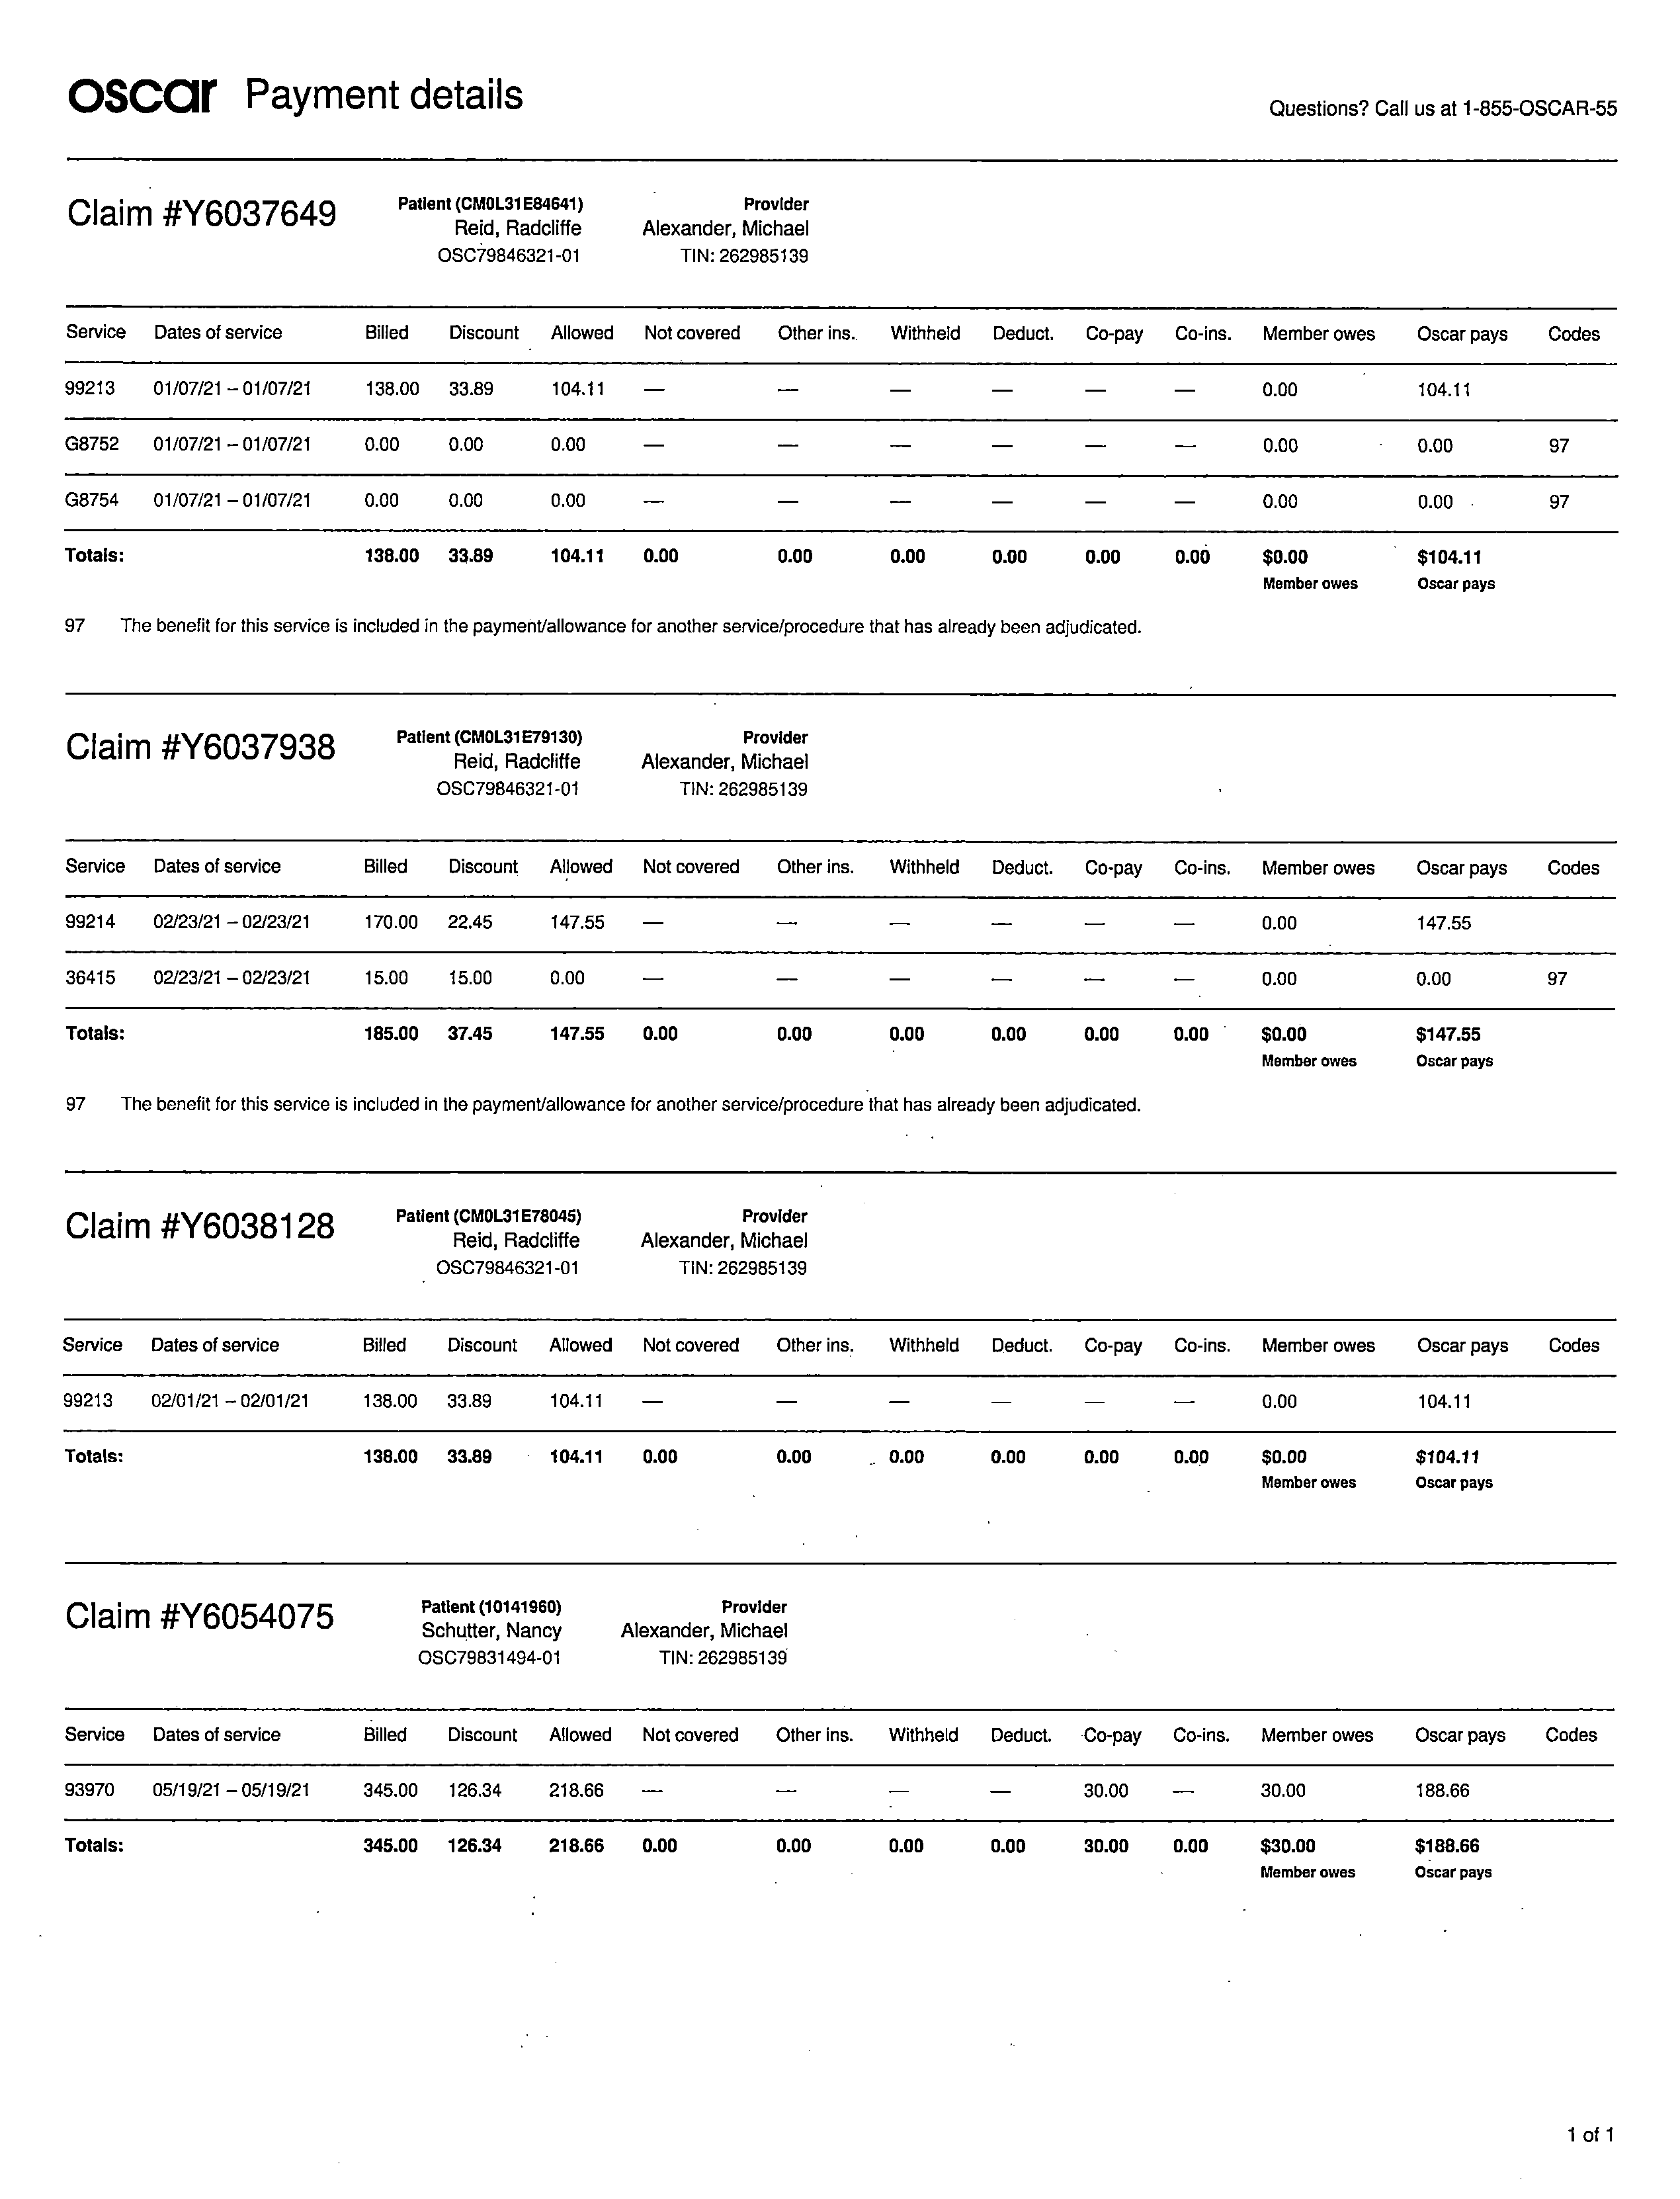 oscar Payment details
Questions? Call us at 1-855-OSCAR-55
Claim #Y6037649
Patient (CM0L31E84641)
Reid, Radcliffe
OSC79846321-01
Provider
Alexander, Michael
TIN: 262985139
Service Dates of service Billed Discount Allowed Not covered Other ins. Withheld Deduct. Co-pay Co-ins. Member owes Oscar pays Codes
99213 01/07/21 – 01/07/21 138.00 33.89 104.11 — — — — — — 0.00 104.11
G8752 01/07/21 – 01/07/21 0.00 0.00 0.00 — — — — — — 0.00 0.00 97
G8754 01/07/21 – 01/07/21 0.00 0.00 0.00 — — — — — — 0.00 0.00 97
Totals: 138.00 33.89 104.11 0.00 0.00 0.00 0.00 0.00 0.00 $0.00 $104.11
Member owes Oscar pays
97 The benefit for this service is included in the payment/allowance for another service/procedure that has already been adjudicated.
Claim #Y6037938
Patient (CM0L31E79130)
Reid, Radcliffe
OSC79846321-01
Provider
Alexander, Michael
TIN: 262985139
Service Dates of service Billed Discount Allowed Not covered Other ins. Withheld Deduct. Co-pay Co-ins. Member owes Oscar pays Codes
99214 02/23/21 – 02/23/21 170.00 22.45 147.55 — — — — — — 0.00 147.55
36415 02/23/21 – 02/23/21 15.00 15.00 0.00 — — — — — — 0.00 0.00 97
Totals: 185.00 37.45 147.55 0.00 0.00 0.00 0.00 0.00 0.00 $0.00 $147.55
Member owes Oscar pays
97 The benefit for this service is included in the payment/allowance for another service/procedure that has already been adjudicated.
Claim #Y6038128
Patient (CM0L31E78045)
Reid, Radcliffe
OSC79846321-01
Provider
Alexander, Michael
TIN: 262985139
Service Dates of service Billed Discount Allowed Not covered Other ins. Withheld Deduct. Co-pay Co-ins. Member owes Oscar pays Codes
99213 02/01/21 – 02/01/21 138.00 33.89 104.11 — — — — — — 0.00 104.11
Totals: 138.00 33.89 104.11 0.00 0.00 0.00 0.00 0.00 0.00 $0.00 $104.11
Member owes Oscar pays
Claim #Y6054075
Patient (10141960)
Schutter, Nancy
OSC79831494-01
Provider
Alexander, Michael
TIN: 262985139
Service Dates of service Billed Discount Allowed Not covered Other ins. Withheld Deduct. Co-pay Co-ins. Member owes Oscar pays Codes
93970 05/19/21 – 05/19/21 345.00 126.34 218.66 — — — — 30.00 — 30.00 188.66
Totals: 345.00 126.34 218.66 0.00 0.00 0.00 0.00 30.00 0.00 $30.00 $188.66
Member owes Oscar pays
1 of 1